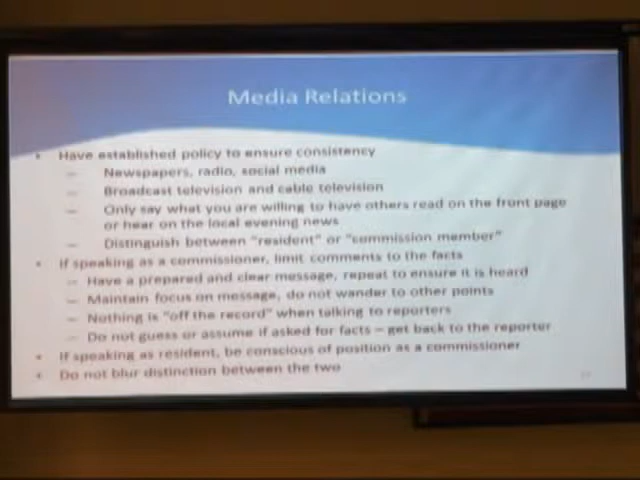 Media Relations
• Have established policy to ensure consistency
– Newspapers, radio, social media
– Broadcast television and cable television
– Only say what you are willing to have others read on the front page
or hear on the local evening news
– Distinguish between "resident" or "commission member"
• If speaking as a commissioner, limit comments to the facts
– Have a prepared and clear message, repeat to ensure it is heard
– Maintain focus on message, do not wander to other points
– Nothing is "off the record" when talking to reporters
– Do not guess or assume if asked for facts – get back to the reporter
• If speaking as resident, be conscious of position as a commissioner
• Do not blur distinction between the two